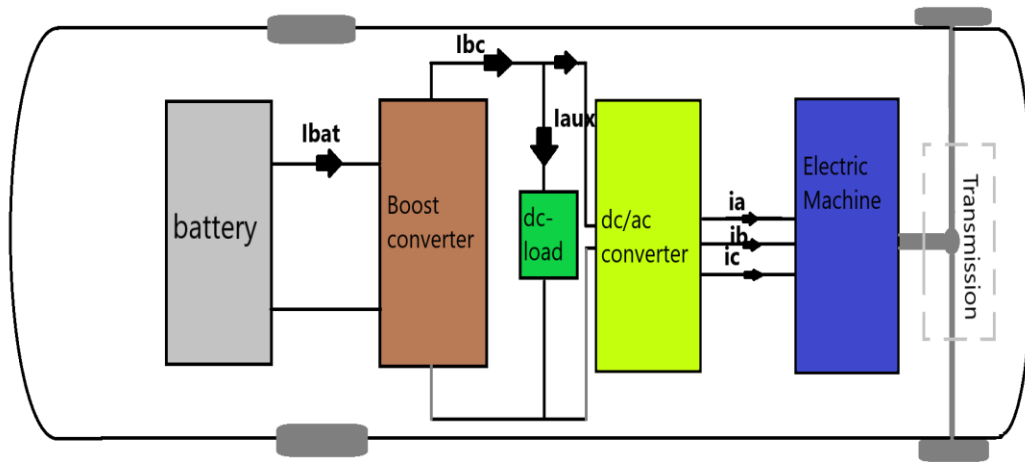 Ibc
Ibat
Iaux
battery
Boost
converter
dc-
load
dc/ac
converter
ia
ib
ic
Electric
Machine
Transmission